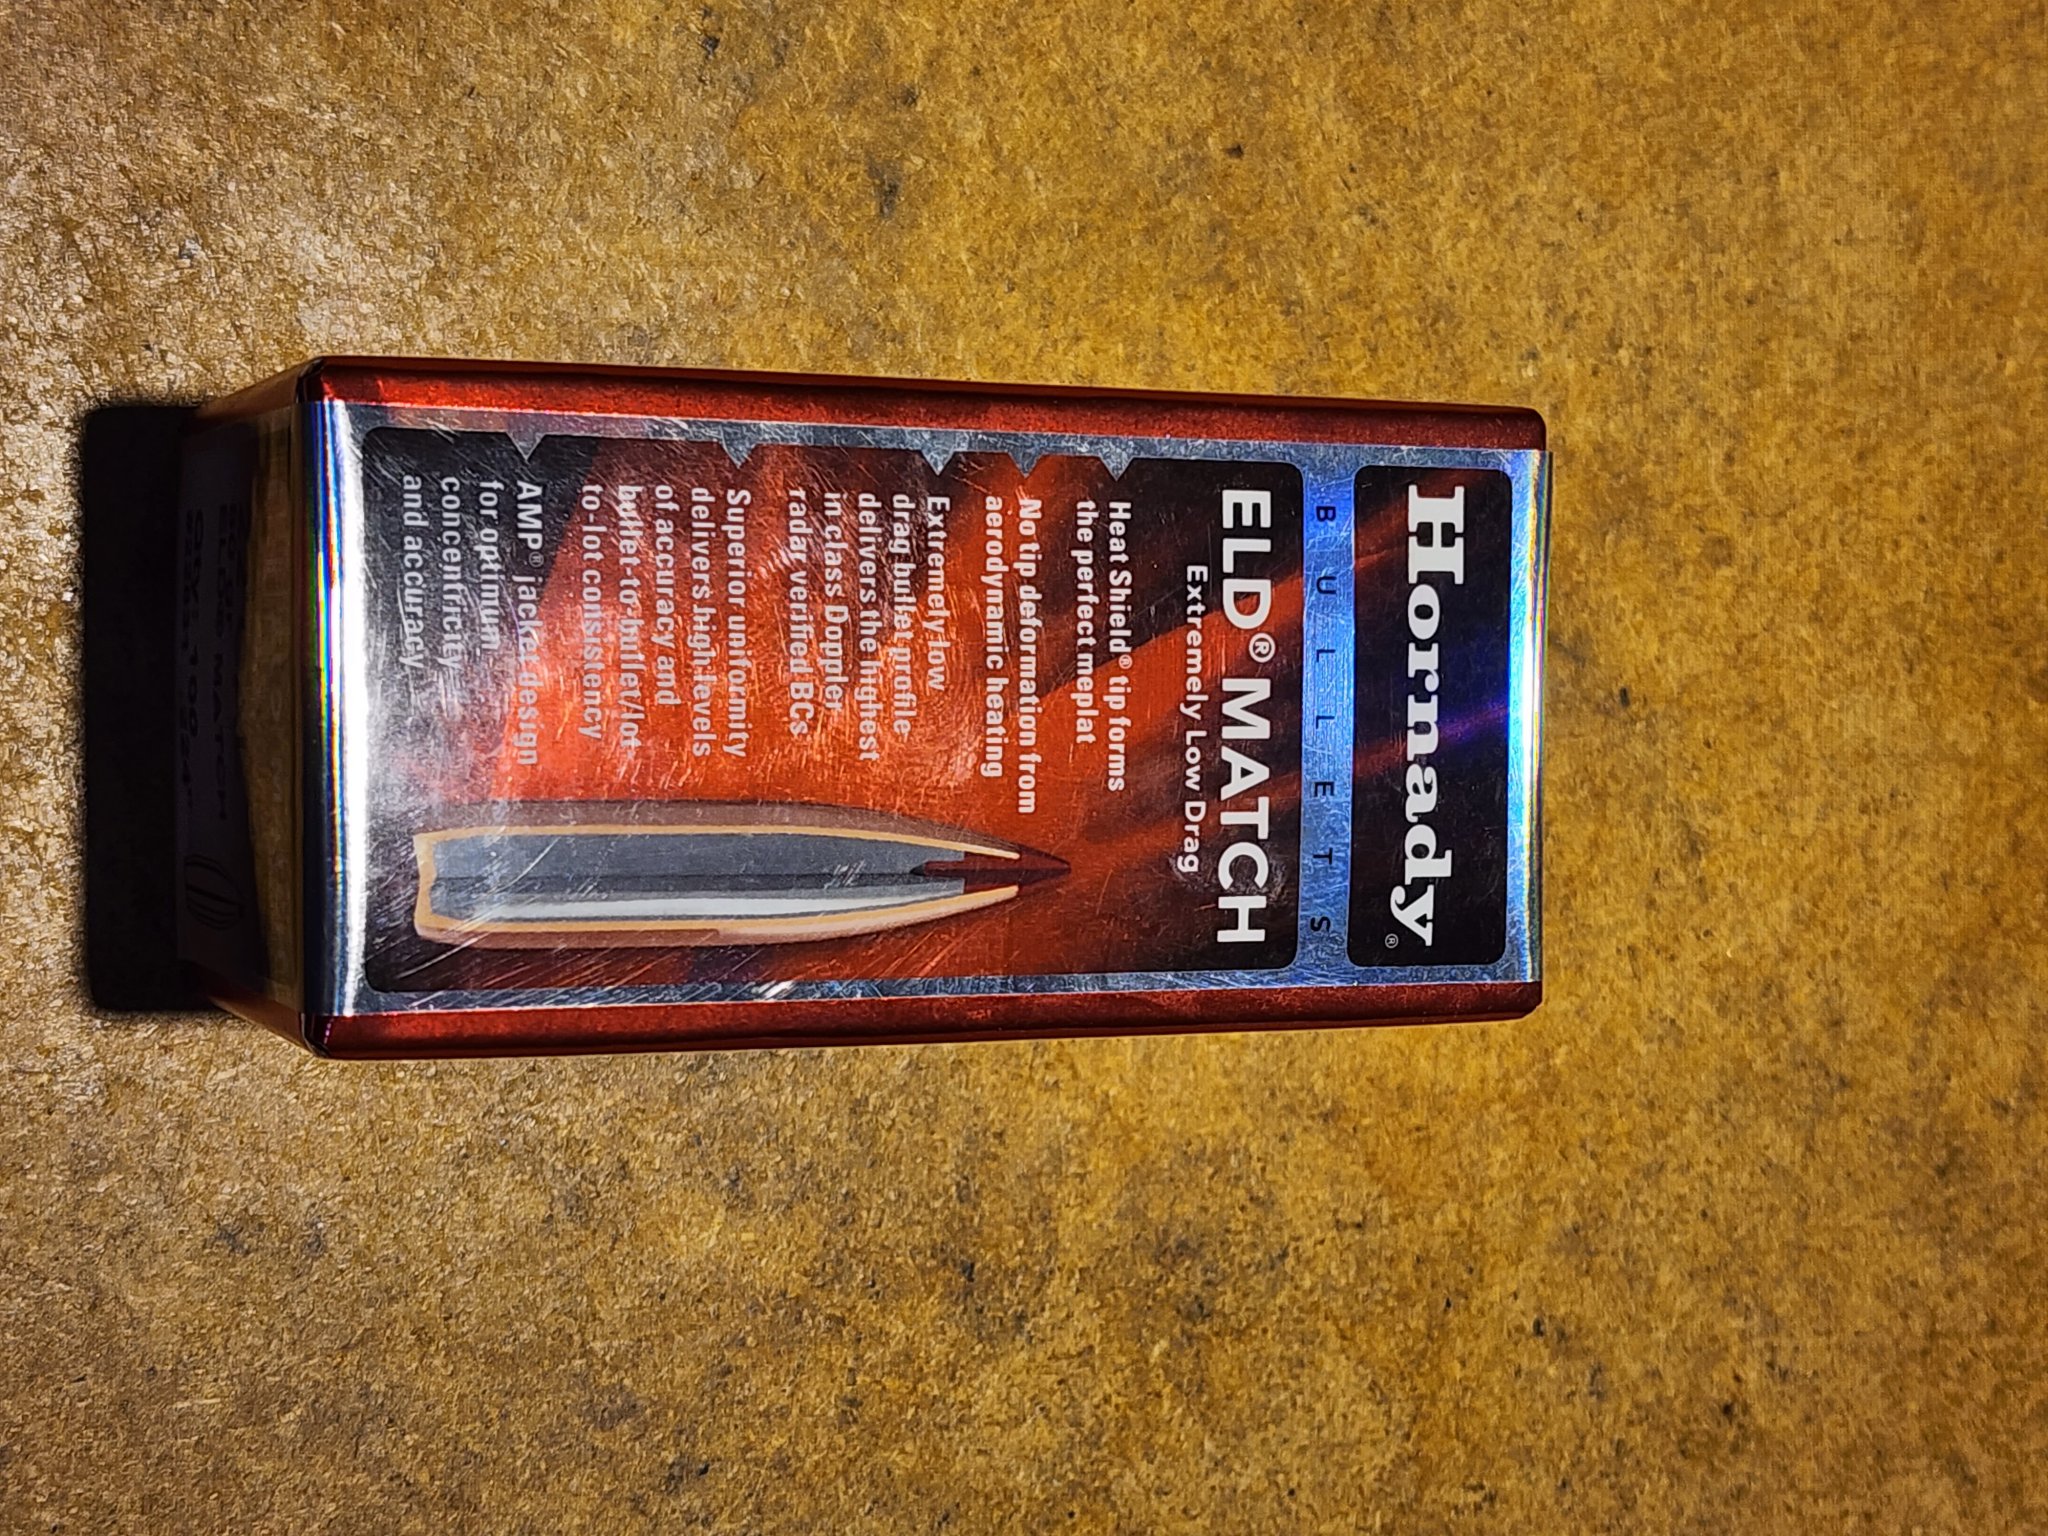 Hornady®
BULLETS
ELD® MATCH
Extremely Low Drag
Heat Shield® tip forms
the perfect meplat
No tip deformation from
aerodynamic heating
Extremely low
drag bullet profile
delivers the highest
in class Doppler
radar verified BCs
Superior uniformity
delivers high levels
of accuracy and
bullet-to-bullet/lot-
to-lot consistency
AMP® jacket design
for optimum
concentricity
and accuracy
MATCH
100